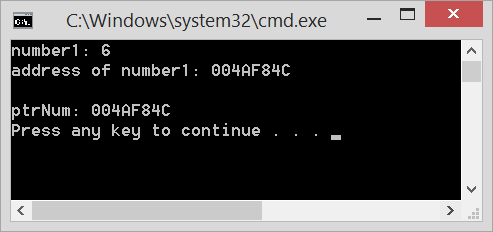 C:\Windows\system32\cmd.exe
number1: 6
address of number1: 004AF84C
ptrNum: 004AF84C
Press any key to continue . . .